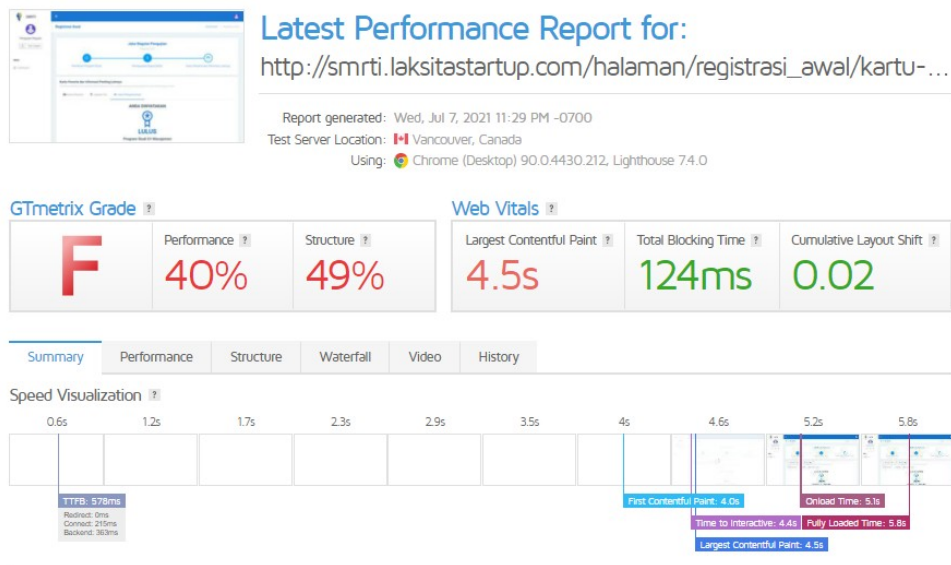 Latest Performance Report for:
http://smrti.laksitastartup.com/halaman/registrasi_awal/kartu-...
Report generated: Wed, Jul 7, 2021 11:29 PM -0700
Test Server Location: Vancouver, Canada
Using: Chrome (Desktop) 90.0.4430.212, Lighthouse 7.4.0
LULUS
GTmetrix Grade ?
Web Vitals ?
F
Performance ?
40%
Structure ?
49%
Largest Contentful Paint ?
4.5s
Total Blocking Time ?
124ms
Cumulative Layout Shift ?
0.02
Summary Performance Structure Waterfall Video History
Speed Visualization ?
0.6s 1.2s 1.7s 2.3s 2.9s 3.5s 4s 4.6s 5.2s 5.8s
TTFB: 578ms
Redirect: 0ms
Connect: 215ms
Backend: 363ms
First Contentful Paint: 4.0s
Onload Time: 5.1s
Time to Interactive: 4.4s
Fully Loaded Time: 5.8s
Largest Contentful Paint: 4.5s